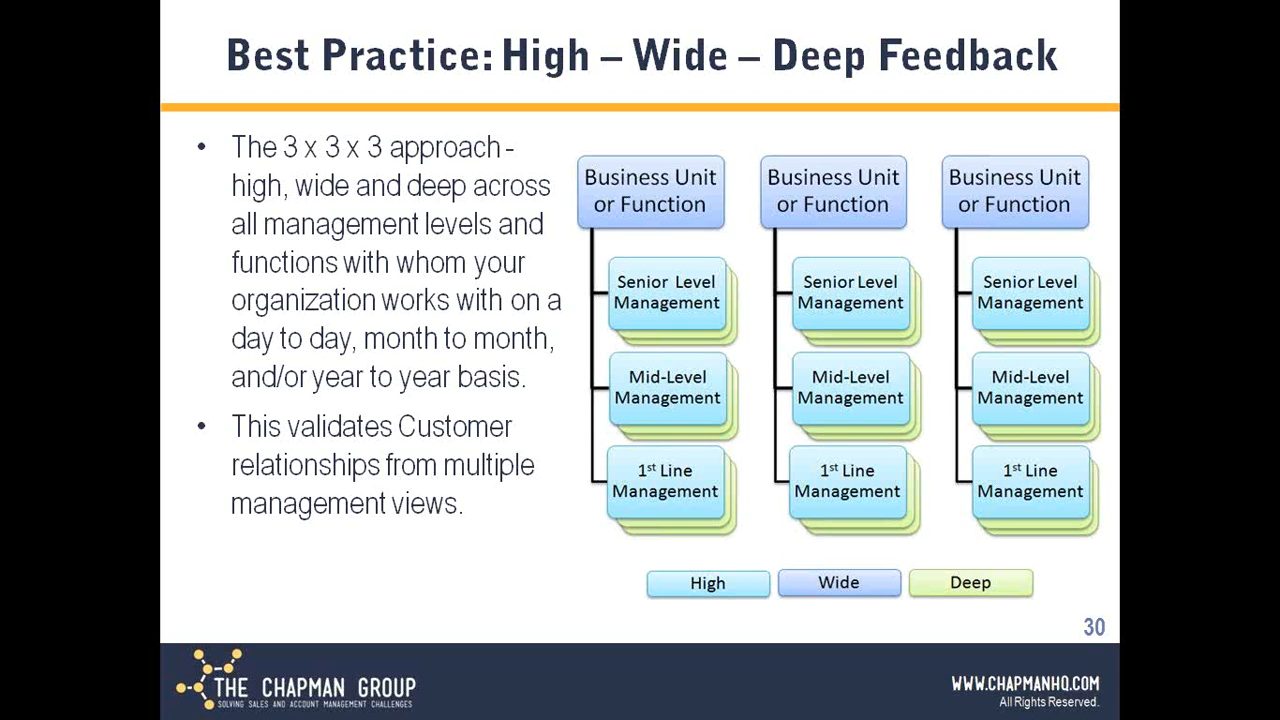 Best Practice: High – Wide – Deep Feedback
• The 3 x 3 x 3 approach -
high, wide and deep across
all management levels and
functions with whom your
organization works with on a
day to day, month to month,
and/or year to year basis.
• This validates Customer
relationships from multiple
management views.
Business Unit
or Function
Senior Level
Management
Mid-Level
Management
1st Line
Management
Business Unit
or Function
Senior Level
Management
Mid-Level
Management
1st Line
Management
Business Unit
or Function
Senior Level
Management
Mid-Level
Management
1st Line
Management
High
Wide
Deep
30
THE CHAPMAN GROUP
SOLVING SALES AND ACCOUNT MANAGEMENT CHALLENGES
WWW.CHAPMANHQ.COM
All Rights Reserved.